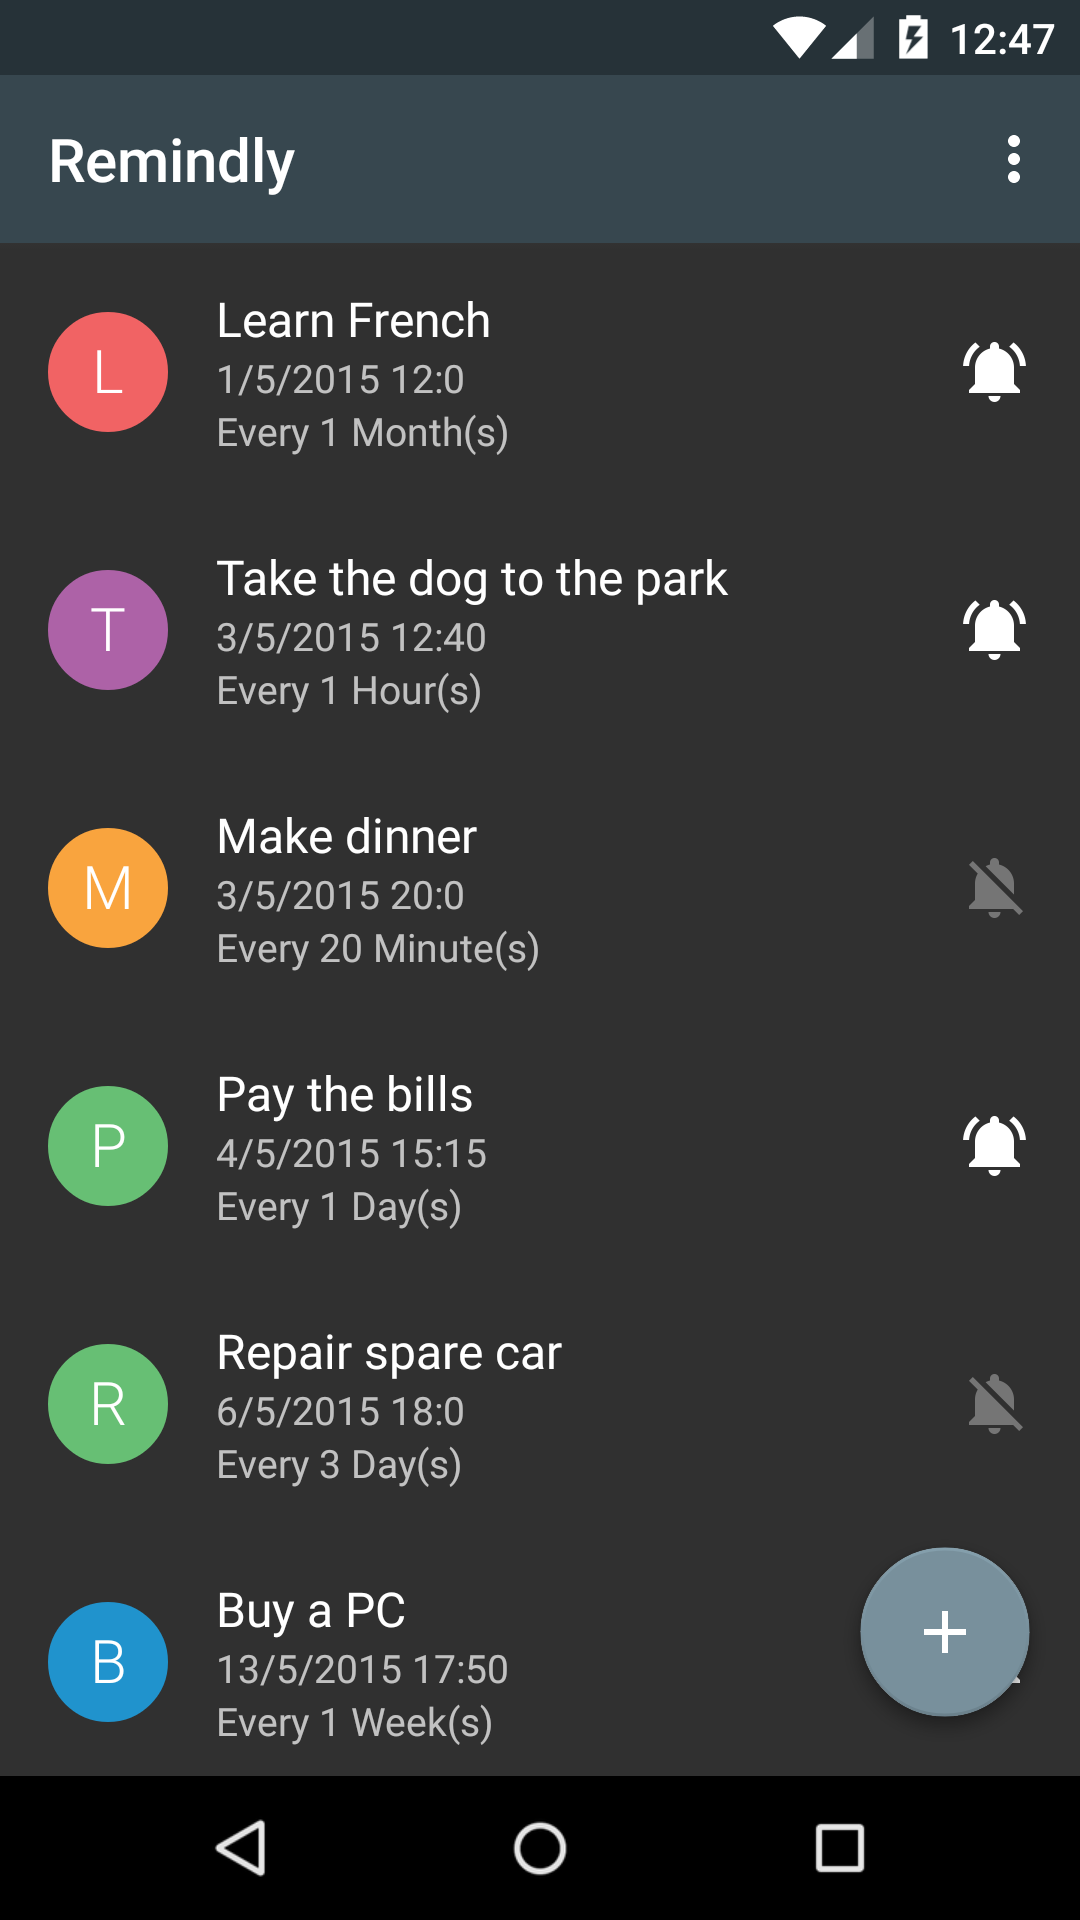 12:47
Remindly
L
Learn French
1/5/2015 12:0
Every 1 Month(s)
T
Take the dog to the park
3/5/2015 12:40
Every 1 Hour(s)
M
Make dinner
3/5/2015 20:0
Every 20 Minute(s)
P
Pay the bills
4/5/2015 15:15
Every 1 Day(s)
R
Repair spare car
6/5/2015 18:0
Every 3 Day(s)
B
Buy a PC
13/5/2015 17:50
Every 1 Week(s)